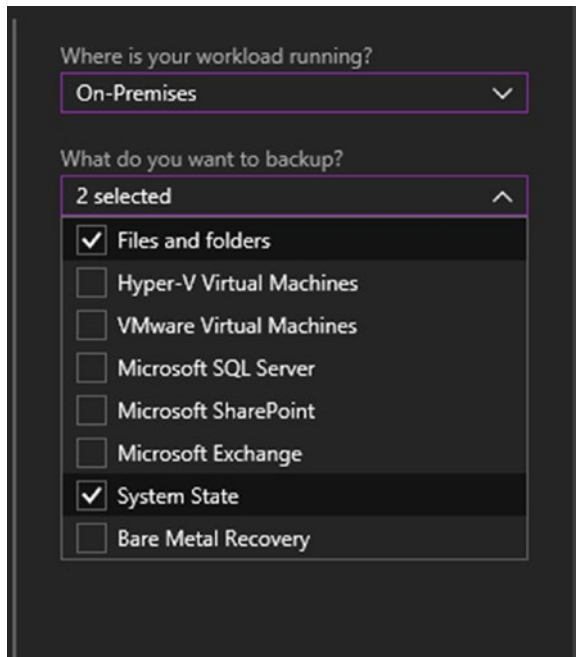 Where is your workload running?
On-Premises
What do you want to backup?
2 selected
Files and folders
Hyper-V Virtual Machines
VMware Virtual Machines
Microsoft SQL Server
Microsoft SharePoint
Microsoft Exchange
System State
Bare Metal Recovery